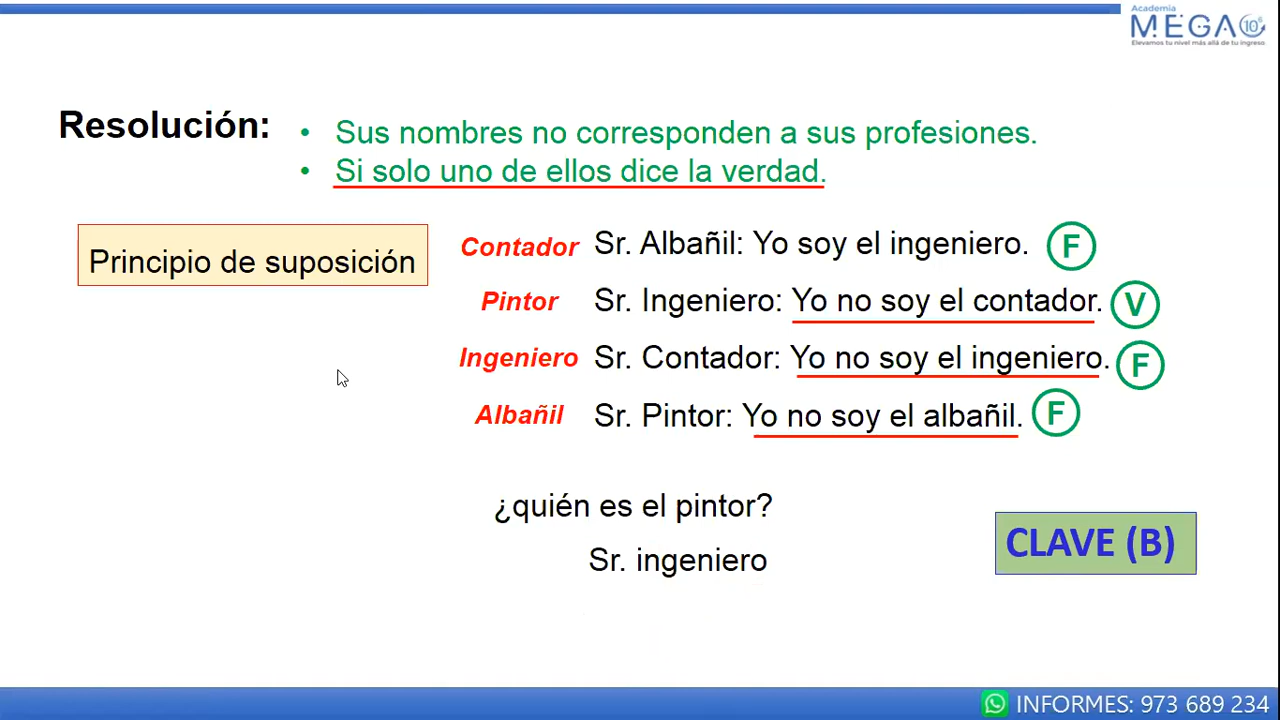 Academia
MEGA 10⁶
Elevamos tu nivel más allá de tu ingreso
Resolución:
• Sus nombres no corresponden a sus profesiones.
• Si solo uno de ellos dice la verdad.
Principio de suposición
Contador Sr. Albañil: Yo soy el ingeniero. F
Pintor Sr. Ingeniero: Yo no soy el contador. V
Ingeniero Sr. Contador: Yo no soy el ingeniero. F
Albañil Sr. Pintor: Yo no soy el albañil. F
¿quién es el pintor?
Sr. ingeniero
CLAVE (B)
INFORMES: 973 689 234